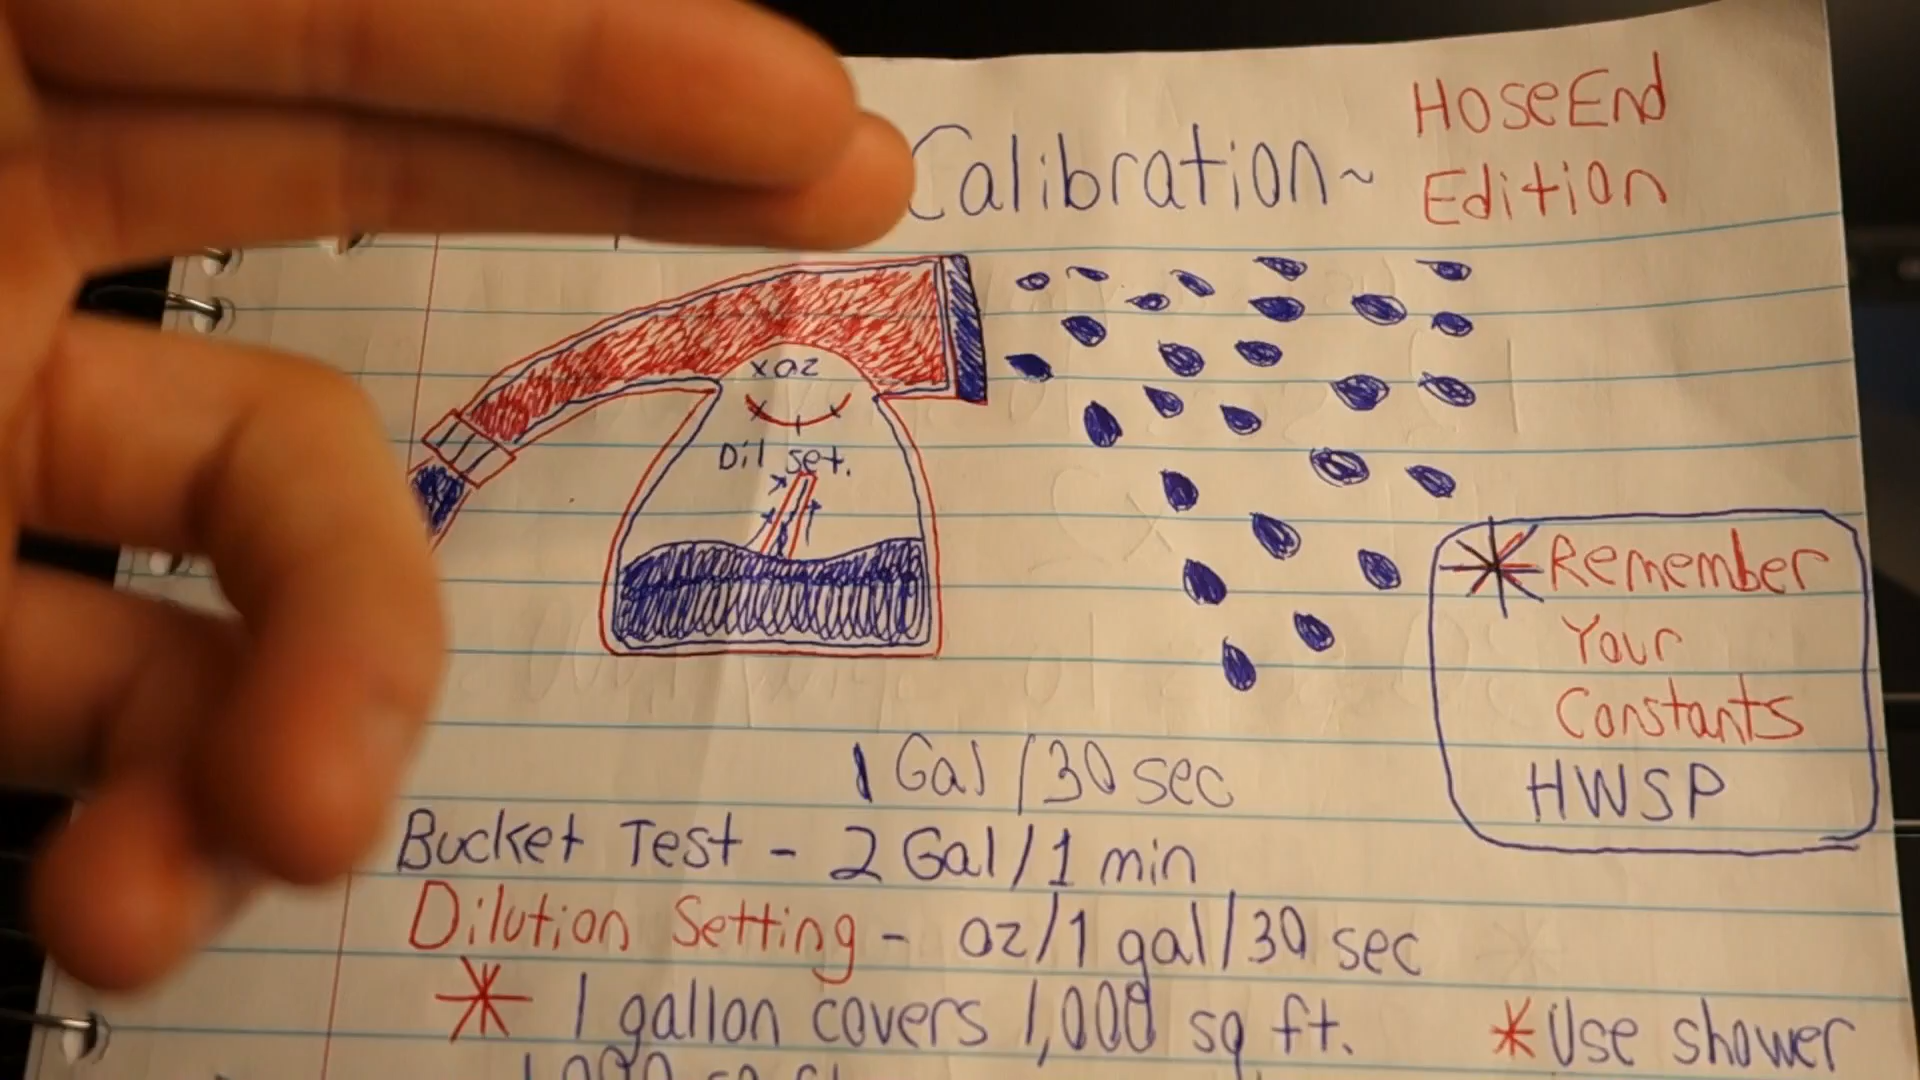 Calibration ~ HoseEnd
Edition
xoz
Dil set.
* Remember
Your
Constants
HWSP
1 Gal / 30 sec
Bucket Test - 2 Gal / 1 min
Dilution Setting - oz/1 gal/30 sec
* 1 gallon covers 1,000 sq ft. * Use shower